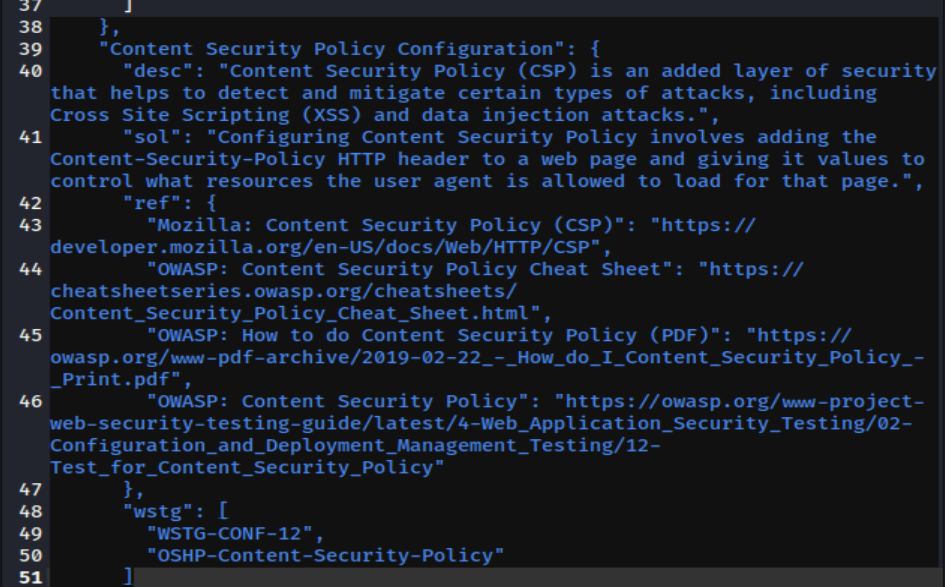 37 ]
38 },
39 "Content Security Policy Configuration": {
40 "desc": "Content Security Policy (CSP) is an added layer of security
that helps to detect and mitigate certain types of attacks, including
Cross Site Scripting (XSS) and data injection attacks.",
41 "sol": "Configuring Content Security Policy involves adding the
Content-Security-Policy HTTP header to a web page and giving it values to
control what resources the user agent is allowed to load for that page.",
42 "ref": {
43 "Mozilla: Content Security Policy (CSP)": "https://
developer.mozilla.org/en-US/docs/Web/HTTP/CSP",
44 "OWASP: Content Security Policy Cheat Sheet": "https://
cheatsheetseries.owasp.org/cheatsheets/
Content_Security_Policy_Cheat_Sheet.html",
45 "OWASP: How to do Content Security Policy (PDF)": "https://
owasp.org/www-pdf-archive/2019-02-22_-_How_do_I_Content_Security_Policy_-
_Print.pdf",
46 "OWASP: Content Security Policy": "https://owasp.org/www-project-
web-security-testing-guide/latest/4-Web_Application_Security_Testing/02-
Configuration_and_Deployment_Management_Testing/12-
Test_for_Content_Security_Policy"
47 },
48 "wstg": [
49 "WSTG-CONF-12",
50 "OSHP-Content-Security-Policy"
51 ]